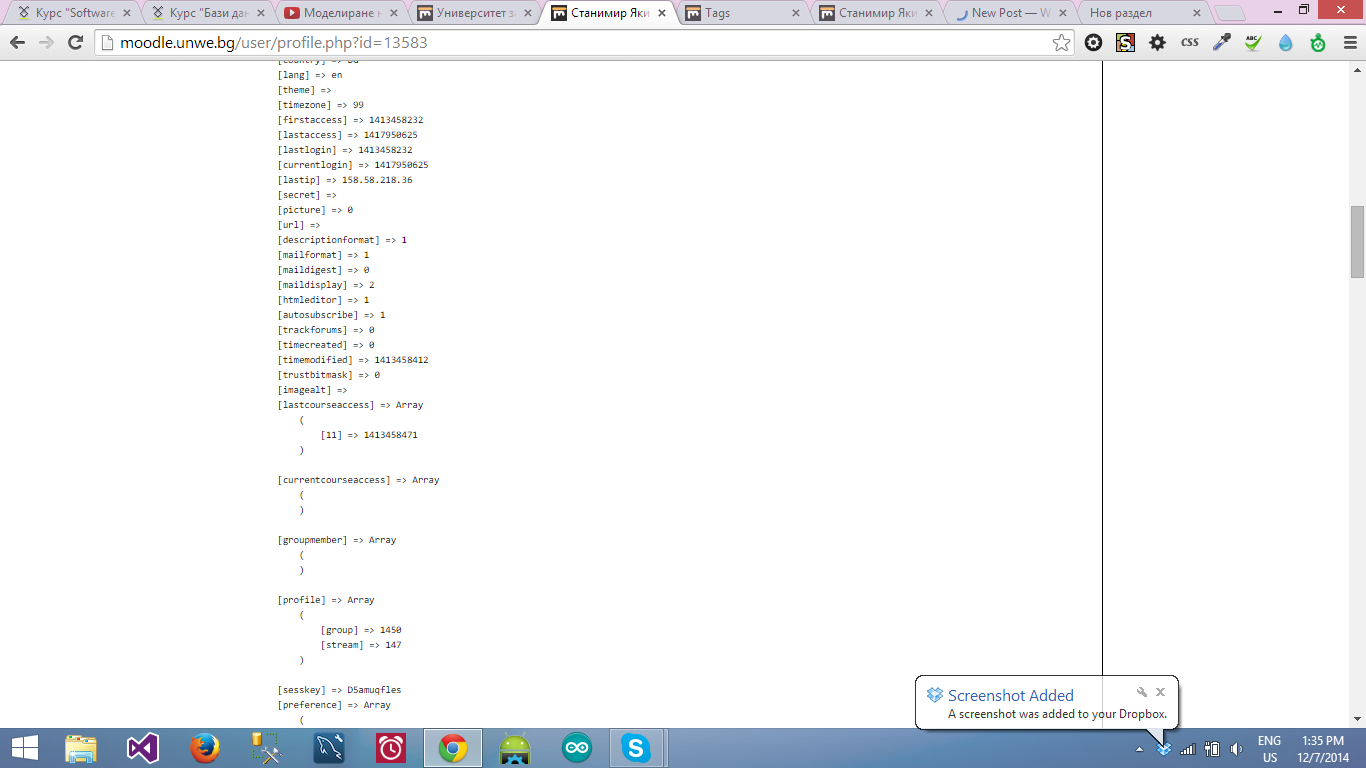 Курс "Software
Курс "Бази дан
Моделиране н
Университет за
Станимир Яки
Tags
Станимир Яки
New Post — W
Нов раздел
moodle.unwe.bg/user/profile.php?id=13583
ABC
CSS
[lang] => en
[theme] =>
[timezone] => 99
[firstaccess] => 1413458232
[lastaccess] => 1417950625
[lastlogin] => 1413458232
[currentlogin] => 1417950625
[lastip] => 158.58.218.36
[secret] =>
[picture] => 0
[url] =>
[descriptionformat] => 1
[mailformat] => 1
[maildigest] => 0
[maildisplay] => 2
[htmleditor] => 1
[autosubscribe] => 1
[trackforums] => 0
[timecreated] => 0
[timemodified] => 1413458412
[trustbitmask] => 0
[imagealt] =>
[lastcourseaccess] => Array
(
[11] => 1413458471
)
[currentcourseaccess] => Array
(
)
[groupmember] => Array
(
)
[profile] => Array
(
[group] => 1450
[stream] => 147
)
[sesskey] => D5amuqfles
[preference] => Array
(
Screenshot Added
A screenshot was added to your Dropbox.
ENG
US
1:35 PM
12/7/2014